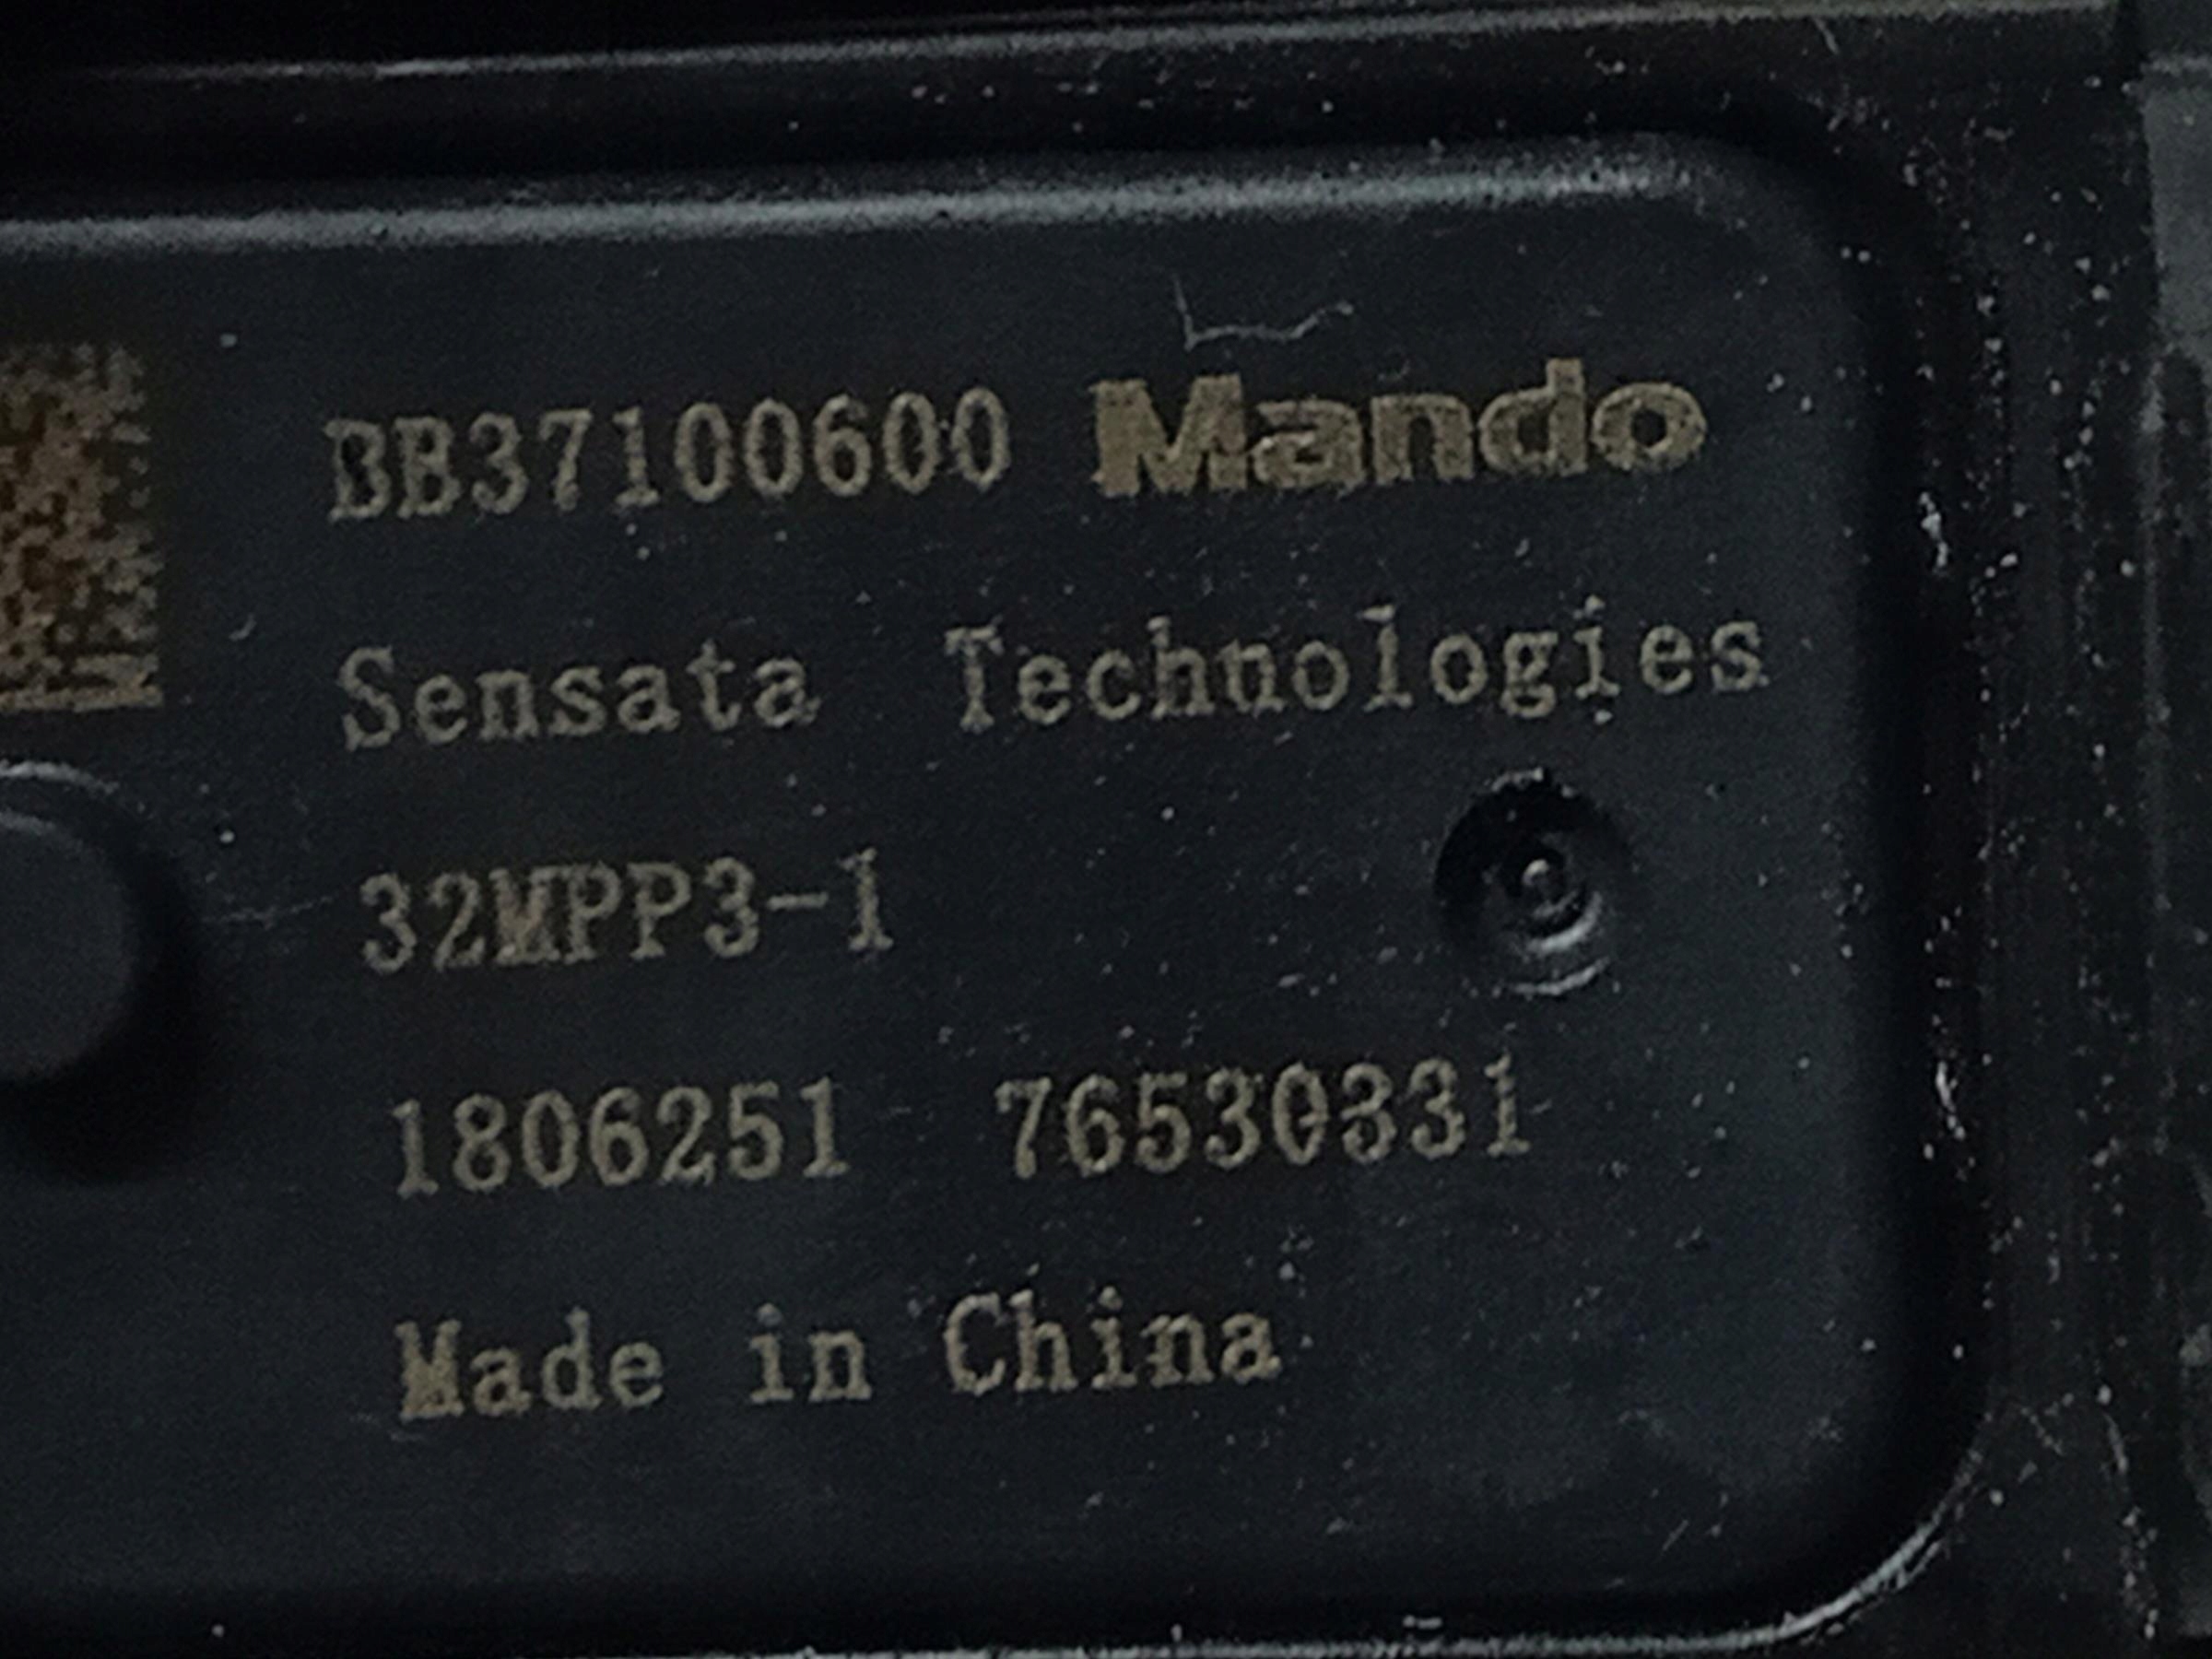 BB37100600 Mando
Sensata Technologies
32MPP3-1
1806251 76530331
Made in China